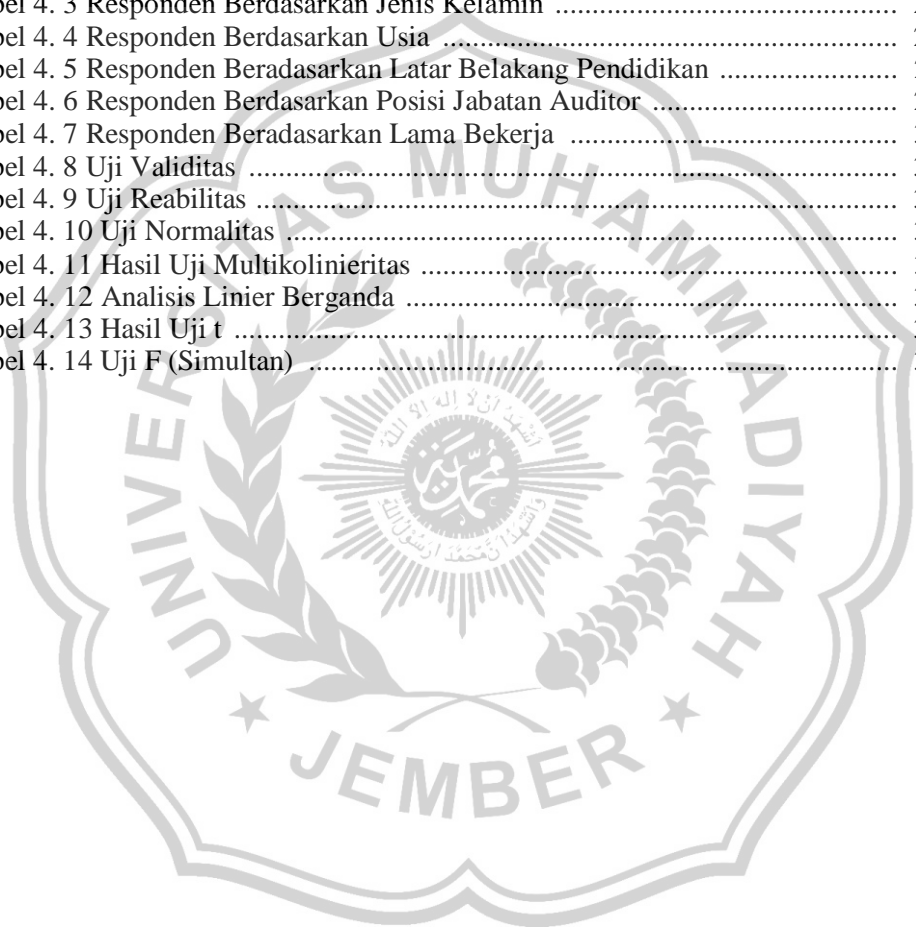 bel 4. 3 Responden Berdasarkan Jenis Kelamin ........................................................
bel 4. 4 Responden Berdasarkan Usia ........................................................
bel 4. 5 Responden Beradasarkan Latar Belakang Pendidikan ........................................................
bel 4. 6 Responden Berdasarkan Posisi Jabatan Auditor ........................................................
bel 4. 7 Responden Beradasarkan Lama Bekerja ........................................................
bel 4. 8 Uji Validitas ........................................................
bel 4. 9 Uji Reabilitas ........................................................
bel 4. 10 Uji Normalitas ........................................................
bel 4. 11 Hasil Uji Multikolinieritas ........................................................
bel 4. 12 Analisis Linier Berganda ........................................................
bel 4. 13 Hasil Uji t ........................................................
bel 4. 14 Uji F (Simultan) ........................................................
UNIVERSITAS MUHAMMADIYAH
JEMBER